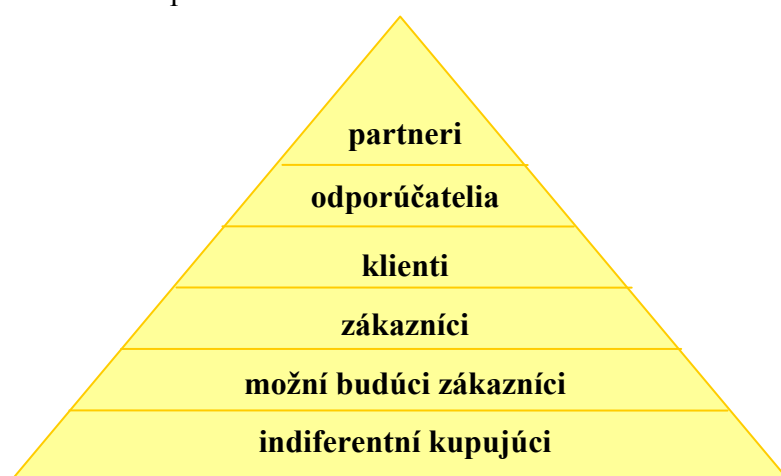 partneri
odporúčatelia
klienti
zákazníci
možní budúci zákazníci
indiferentní kupujúci